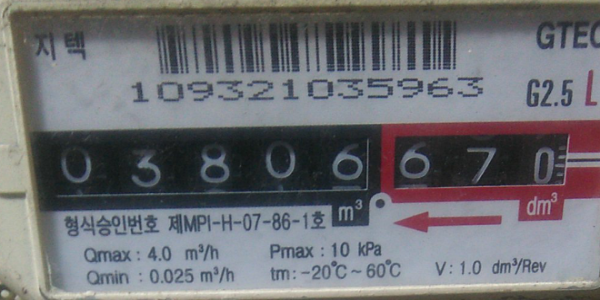 지텍
GTEC
109321035963
G2.5 L
03806 670
m³
dm³
형식승인번호 제MPI-H-07-86-1호
Qmax : 4.0 m³/h Pmax : 10 kPa
Qmin : 0.025 m³/h tm: -20℃ ~ 60℃ V : 1.0 dm³/Rev